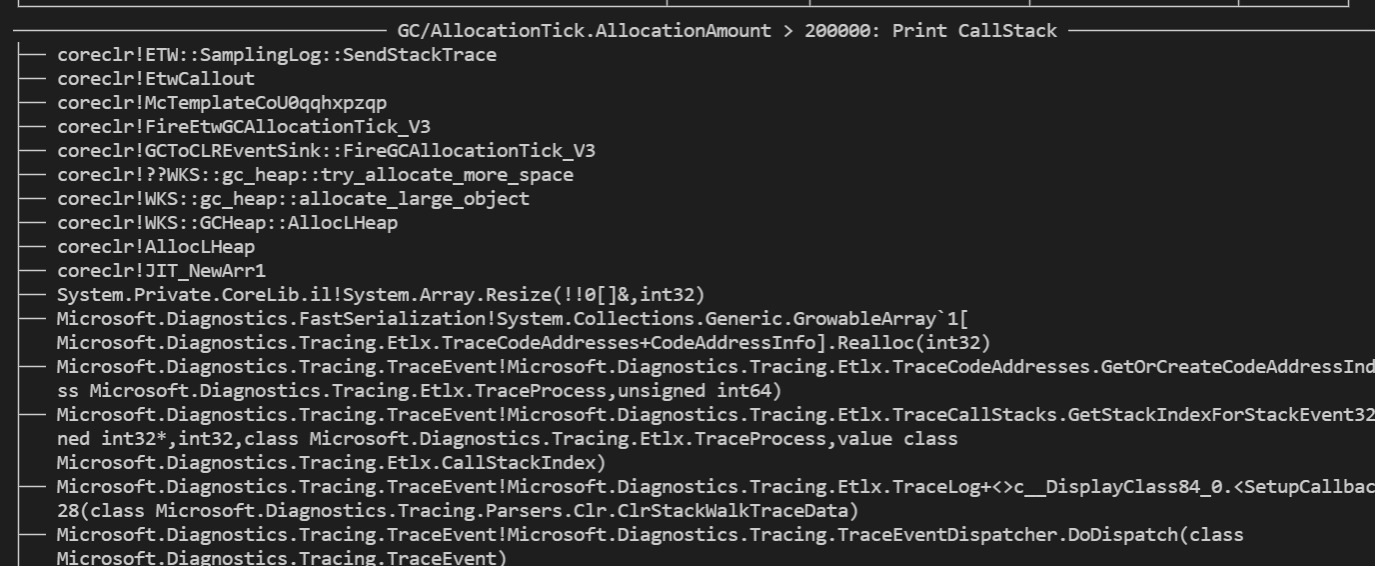 GC/AllocationTick.AllocationAmount > 200000: Print CallStack
coreclr!ETW::SamplingLog::SendStackTrace
coreclr!EtwCallout
coreclr!McTemplateCoU0qqhxpzqp
coreclr!FireEtwGCAllocationTick_V3
coreclr!GCToCLREventSink::FireGCAllocationTick_V3
coreclr!??WKS::gc_heap::try_allocate_more_space
coreclr!WKS::gc_heap::allocate_large_object
coreclr!WKS::GCHeap::AllocLHeap
coreclr!AllocLHeap
coreclr!JIT_NewArr1
System.Private.CoreLib.il!System.Array.Resize(!!0[]&,int32)
Microsoft.Diagnostics.FastSerialization!System.Collections.Generic.GrowableArray`1[
Microsoft.Diagnostics.Tracing.Etlx.TraceCodeAddresses+CodeAddressInfo].Realloc(int32)
Microsoft.Diagnostics.Tracing.TraceEvent!Microsoft.Diagnostics.Tracing.Etlx.TraceCodeAddresses.GetOrCreateCodeAddressInd
ss Microsoft.Diagnostics.Tracing.Etlx.TraceProcess,unsigned int64)
Microsoft.Diagnostics.Tracing.TraceEvent!Microsoft.Diagnostics.Tracing.Etlx.TraceCallStacks.GetStackIndexForStackEvent32
ned int32*,int32,class Microsoft.Diagnostics.Tracing.Etlx.TraceProcess,value class
Microsoft.Diagnostics.Tracing.Etlx.CallStackIndex)
Microsoft.Diagnostics.Tracing.TraceEvent!Microsoft.Diagnostics.Tracing.Etlx.TraceLog+<>c__DisplayClass84_0.<SetupCallbac
28(class Microsoft.Diagnostics.Tracing.Parsers.Clr.ClrStackWalkTraceData)
Microsoft.Diagnostics.Tracing.TraceEvent!Microsoft.Diagnostics.Tracing.TraceEventDispatcher.DoDispatch(class
Microsoft.Diagnostics.Tracing.TraceEvent)